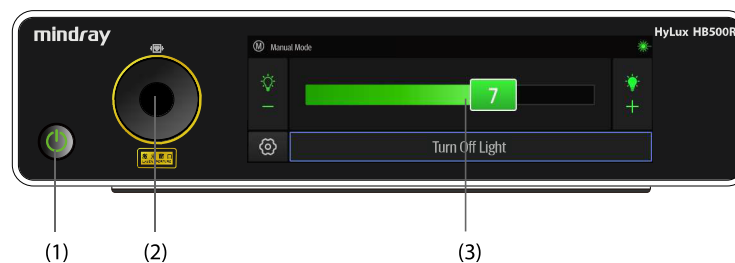 mindray
HyLux HB500R
M Manual Mode
7
Turn Off Light
(1)
(2)
(3)